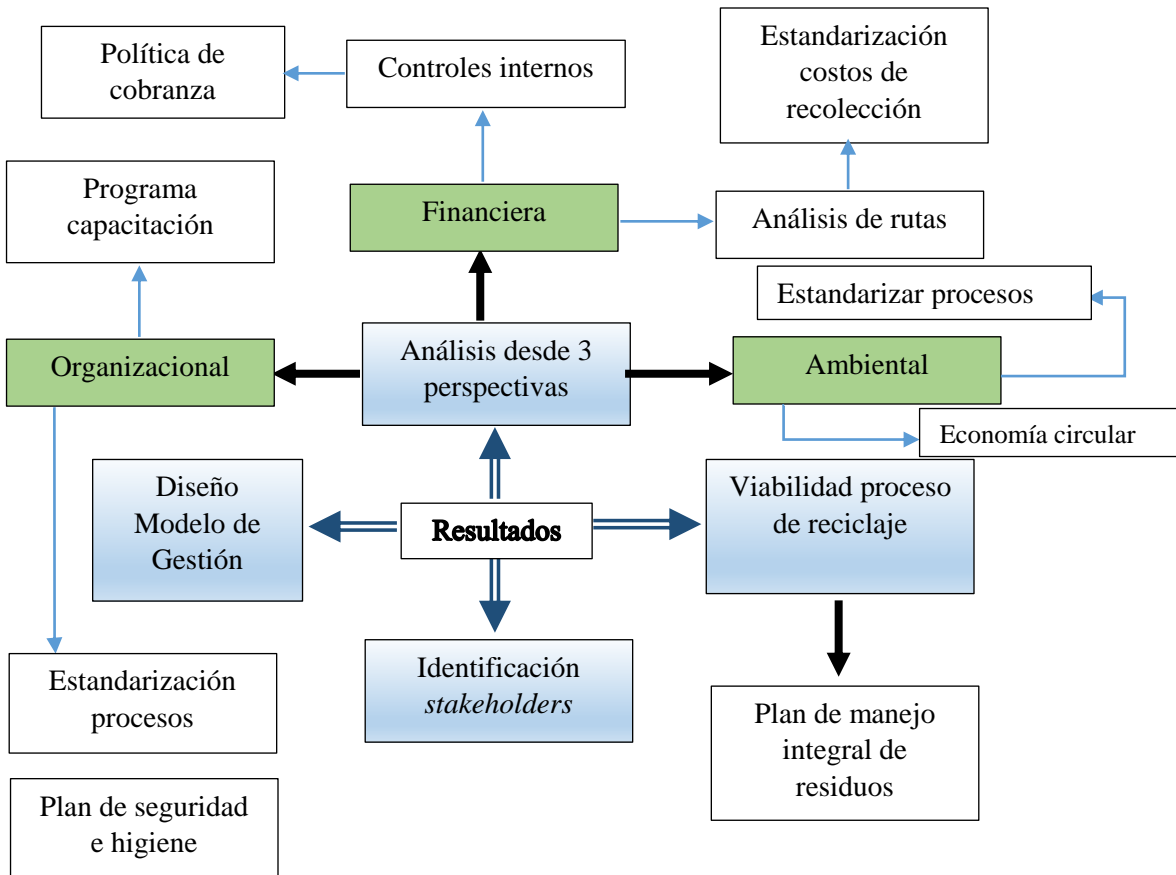 Política de
cobranza
Controles internos
Estandarización
costos de
recolección
Programa
capacitación
Financiera
Análisis de rutas
Estandarizar procesos
Organizacional
Análisis desde 3
perspectivas
Ambiental
Economía circular
Diseño
Modelo de
Gestión
Resultados
Viabilidad proceso
de reciclaje
Estandarización
procesos
Identificación
stakeholders
Plan de manejo
integral de
residuos
Plan de seguridad
e higiene